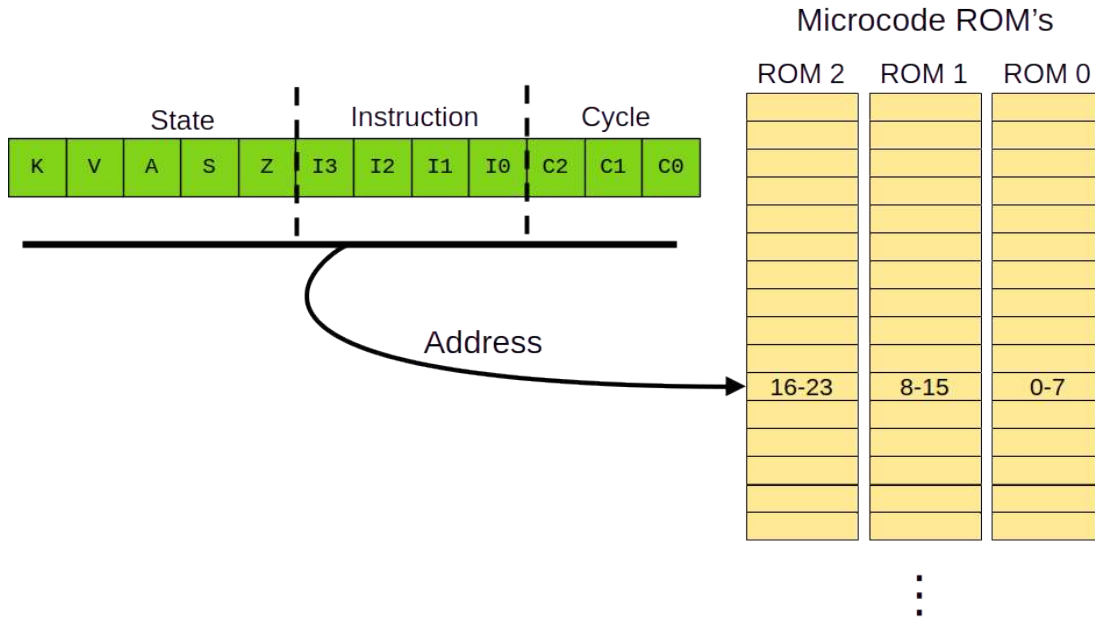 Microcode ROM's
ROM 2 ROM 1 ROM 0
State Instruction Cycle
K V A S Z I3 I2 I1 I0 C2 C1 C0
Address
16-23 8-15 0-7